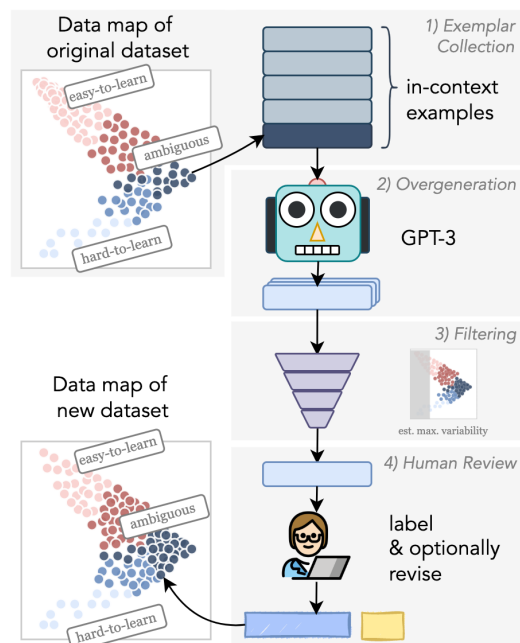 Data map of
original dataset
easy-to-learn
ambiguous
hard-to-learn
1) Exemplar
Collection
in-context
examples
2) Overgeneration
GPT-3
3) Filtering
est. max. variability
Data map of
new dataset
easy-to-learn
ambiguous
hard-to-learn
4) Human Review
label
& optionally
revise